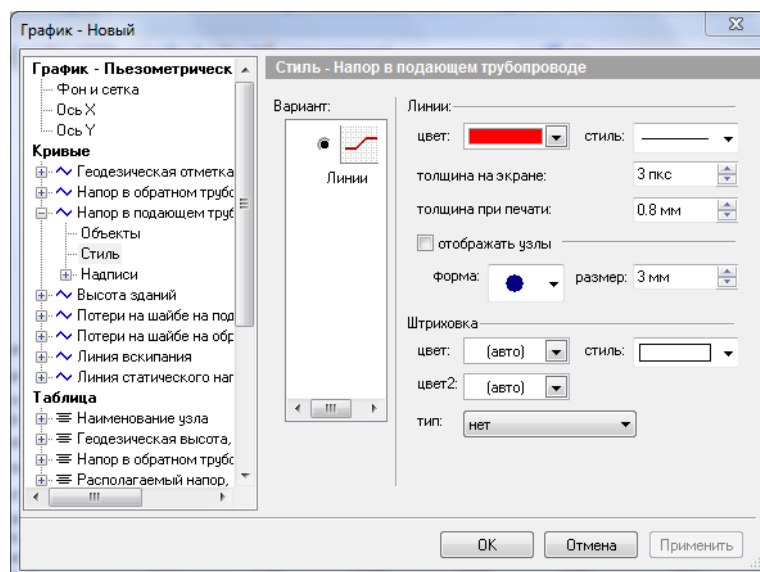 График - Новый
График - Пьезометрическ
Фон и сетка
Ось X
Ось Y
Кривые
Геодезическая отметка
Напор в обратном трубо
Напор в подающем труб
Объекты
Стиль
Надписи
Высота зданий
Потери на шайбе на под
Потери на шайбе на обр
Линия вскипания
Линия статического нап
Таблица
Наименование узла
Геодезическая высота,
Напор в обратном трубо
Располагаемый напор,
Стиль - Напор в подающем трубопроводе
Вариант:
Линии
Линии:
цвет: стиль:
толщина на экране: 3 пкс
толщина при печати: 0.8 мм
отображать узлы
форма: размер: 3 мм
Штриховка
цвет: (авто) стиль:
цвет2: (авто)
тип: нет
ОК Отмена Применить